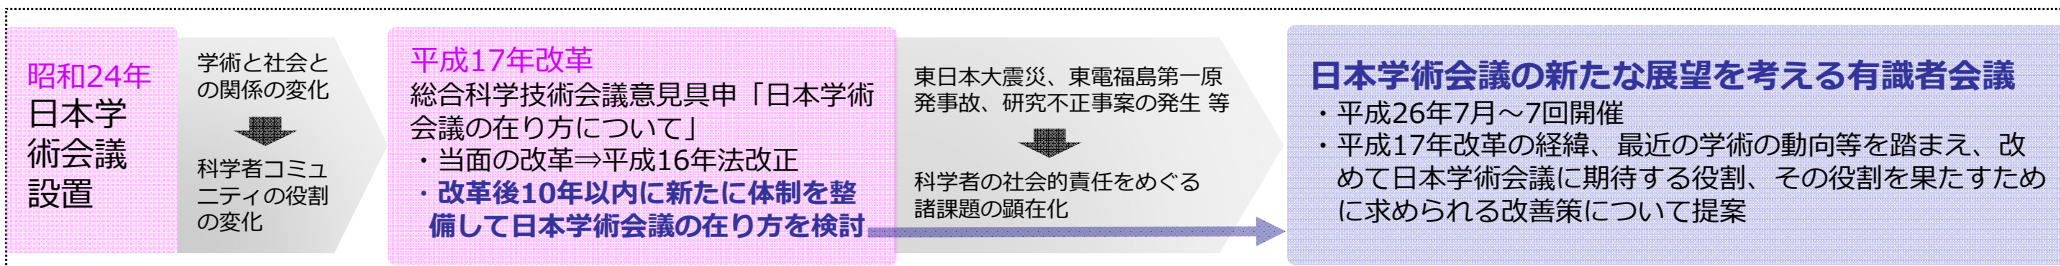 昭和24年
日本学
術会議
設置
学術と社会と
の関係の変化
科学者コミュ
ニティの役割
の変化
平成17年改革
総合科学技術会議意見具申「日本学術
会議の在り方について」
・当面の改革⇒平成16年法改正
・改革後10年以内に新たに体制を整
備して日本学術会議の在り方を検討
東日本大震災、東電福島第一原
発事故、研究不正事案の発生 等
科学者の社会的責任をめぐる
諸課題の顕在化
日本学術会議の新たな展望を考える有識者会議
・平成26年7月～7回開催
・平成17年改革の経緯、最近の学術の動向等を踏まえ、改
めて日本学術会議に期待する役割、その役割を果たすため
に求められる改善策について提案